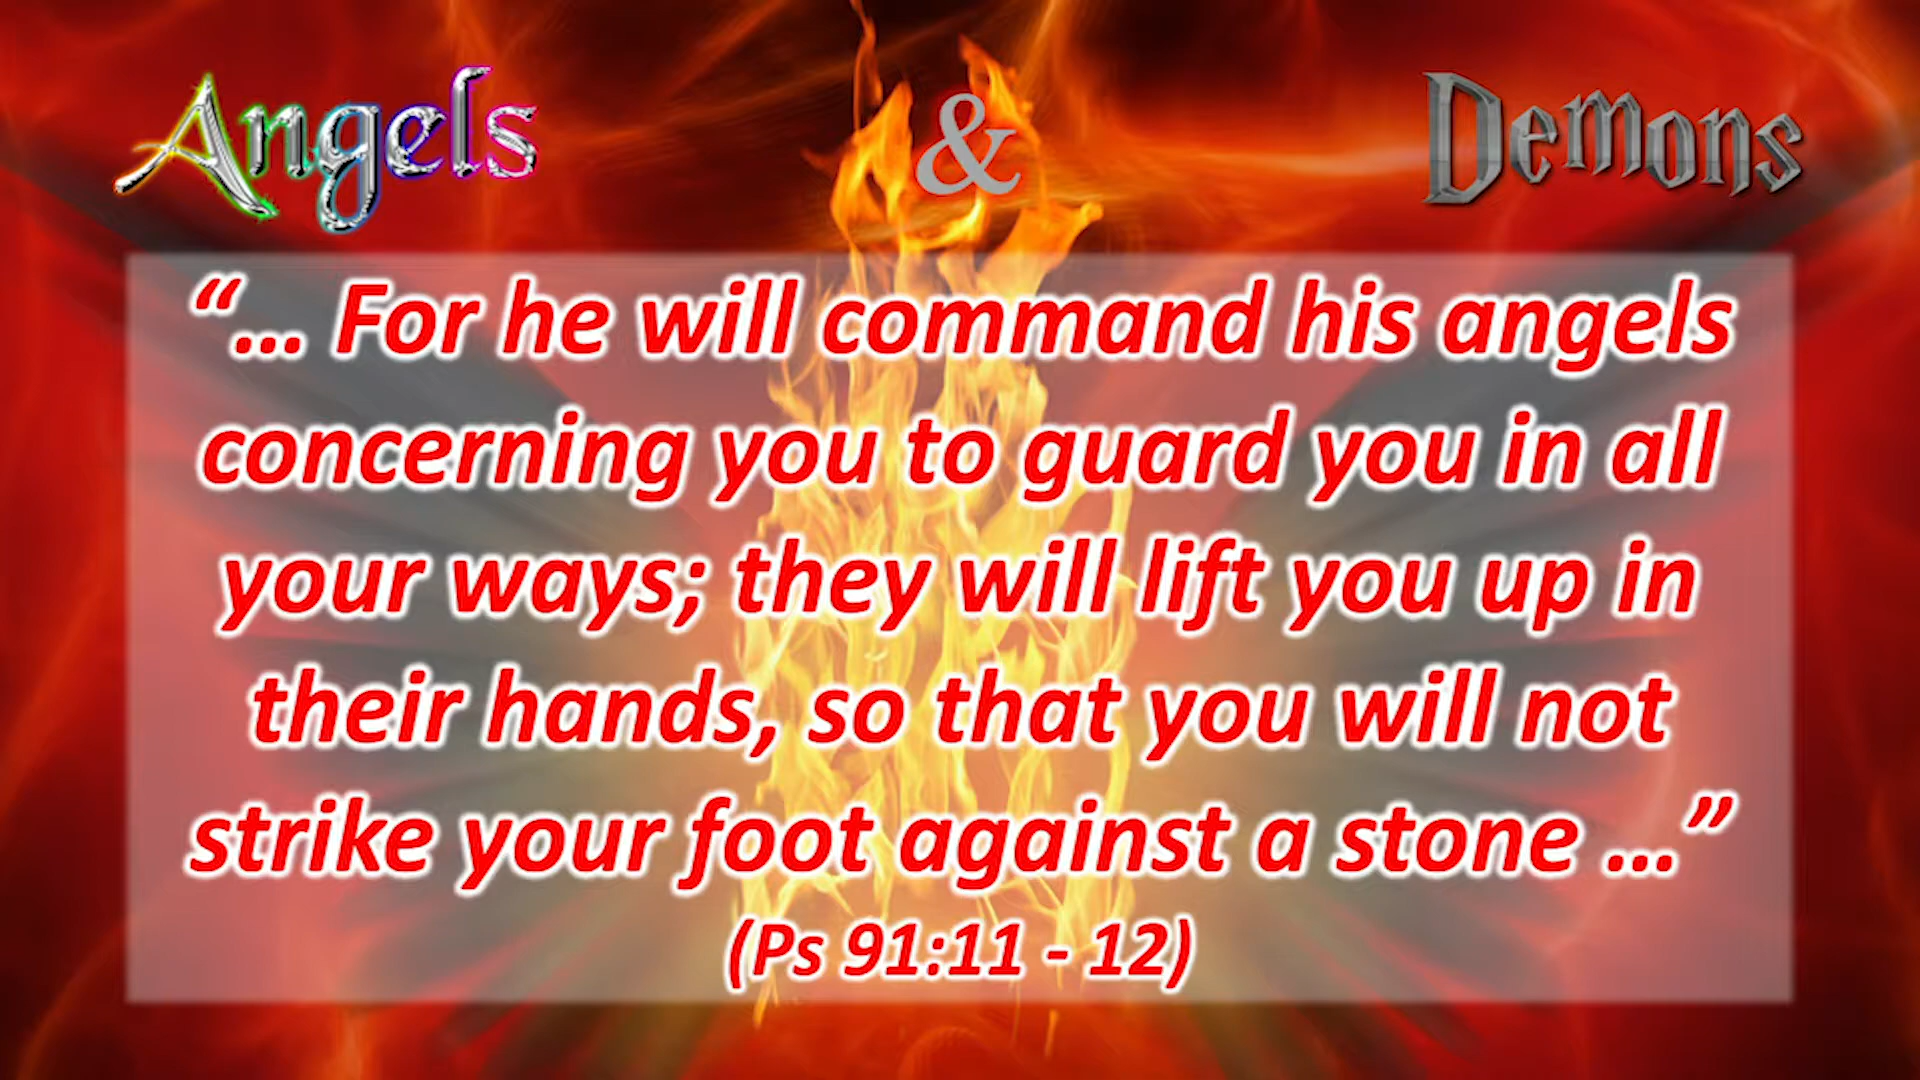 Angels & Demons
“... For he will command his angels
concerning you to guard you in all
your ways; they will lift you up in
their hands, so that you will not
strike your foot against a stone ...”
(Ps 91:11 - 12)